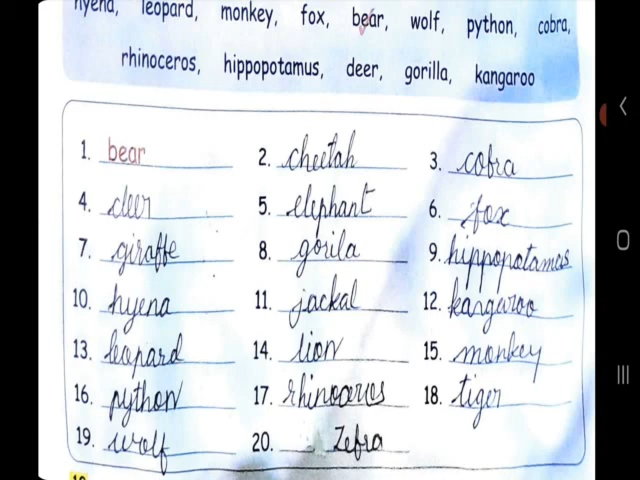 hyena, leopard, monkey, fox, bear, wolf, python, cobra,
rhinoceros, hippopotamus, deer, gorilla, kangaroo
1. bear 2. cheetah 3. cobra
4. deer 5. elephant 6. fox
7. giraffe 8. gorila 9. hippopotamas
10. hyena 11. jackal 12. kangaroo
13. leopard 14. lion 15. monkey
16. python 17. rhinoceros 18. tiger
19. wolf 20. Zebra